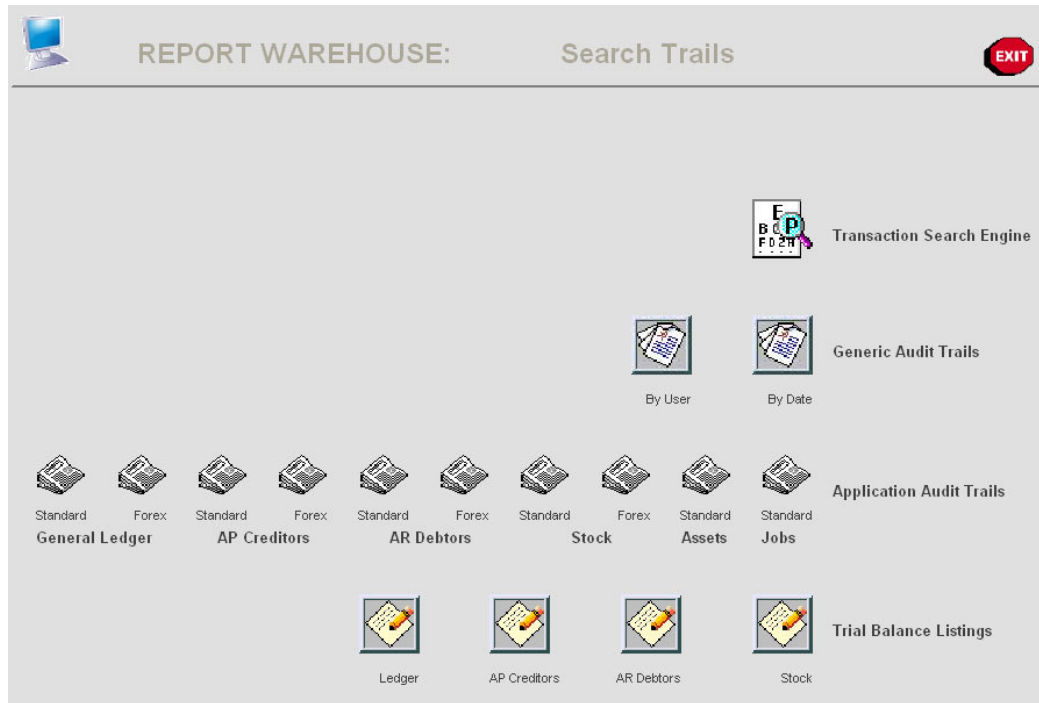 REPORT WAREHOUSE: Search Trails
EXIT
Transaction Search Engine
Generic Audit Trails
By User By Date
Application Audit Trails
Standard Forex Standard Forex Standard Forex Standard Forex Standard Standard
General Ledger AP Creditors AR Debtors Stock Assets Jobs
Trial Balance Listings
Ledger AP Creditors AR Debtors Stock